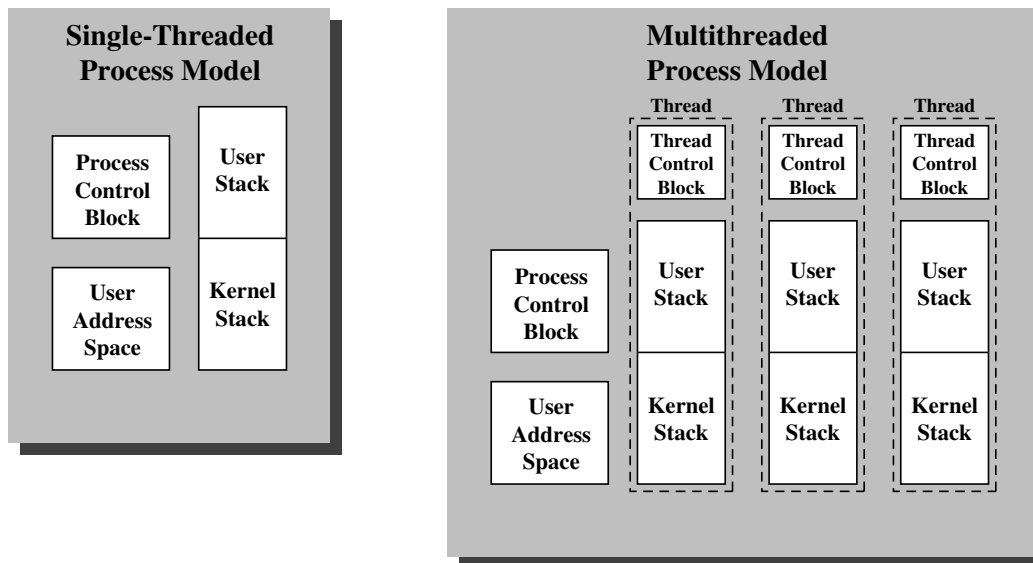 Single-Threaded
Process Model
Process
Control
Block
User
Stack
User
Address
Space
Kernel
Stack
Multithreaded
Process Model
Thread
Thread
Control
Block
User
Stack
Kernel
Stack
Thread
Thread
Control
Block
User
Stack
Kernel
Stack
Thread
Thread
Control
Block
User
Stack
Kernel
Stack
Process
Control
Block
User
Address
Space